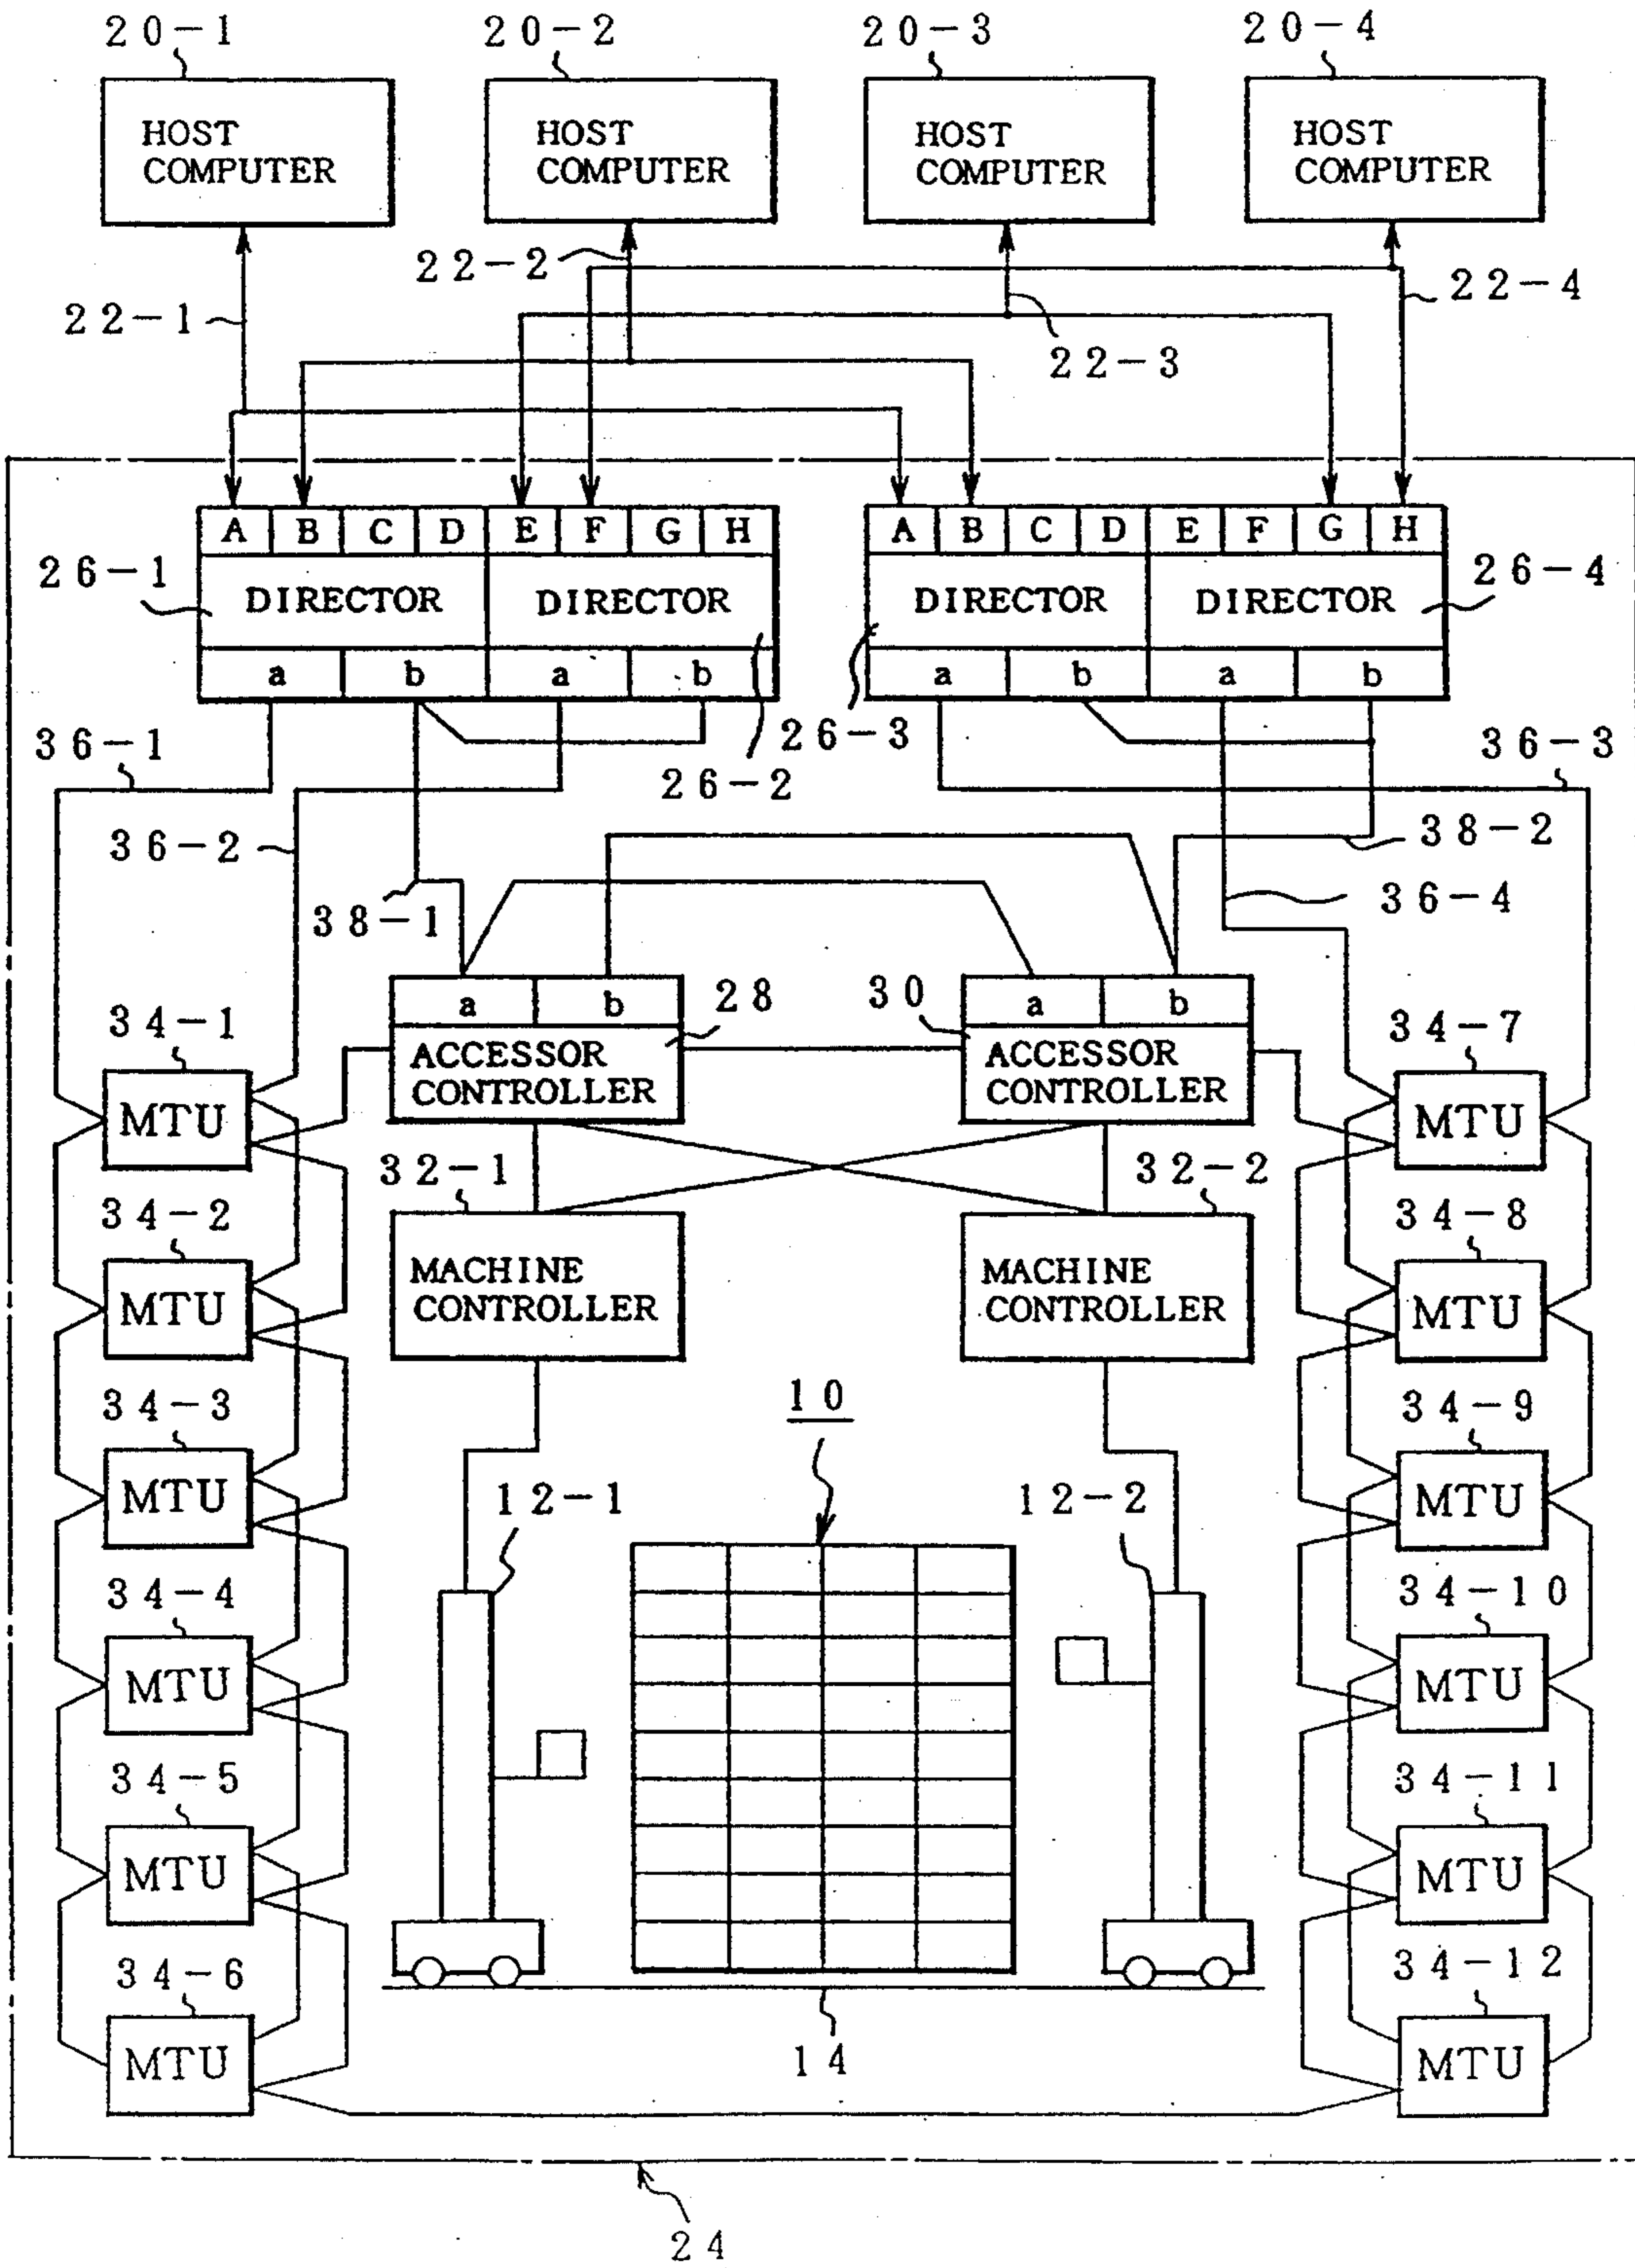 20-1 20-2 20-3 20-4
HOST
COMPUTER
HOST
COMPUTER
HOST
COMPUTER
HOST
COMPUTER
22-1
22-2
22-3
22-4
A B C D E F G H
A B C D E F G H
26-1
DIRECTOR
DIRECTOR
DIRECTOR
DIRECTOR
26-4
a b a b
a b a b
36-1
26-2
26-3
36-3
36-2
38-1
38-2
36-4
a b
28
30
a b
ACCESSOR
CONTROLLER
ACCESSOR
CONTROLLER
34-1
MTU
34-7
MTU
32-1
32-2
34-2
MTU
34-8
MTU
MACHINE
CONTROLLER
MACHINE
CONTROLLER
34-3
MTU
10
34-9
MTU
12-1
12-2
34-4
MTU
34-10
MTU
34-5
MTU
34-11
MTU
34-6
MTU
34-12
MTU
14
24